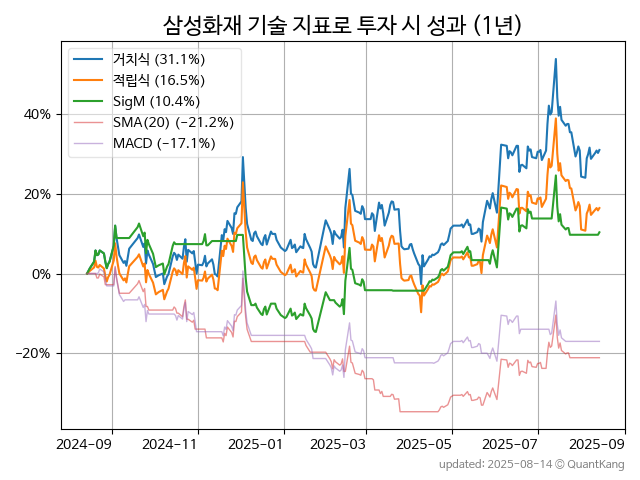 삼성화재 기술 지표로 투자 시 성과 (1년)
거치식 (31.1%)
적립식 (16.5%)
SigM (10.4%)
SMA(20) (−21.2%)
MACD (−17.1%)
40%
20%
0%
−20%
2024-09 2024-11 2025-01 2025-03 2025-05 2025-07 2025-09
updated: 2025-08-14 © QuantKang